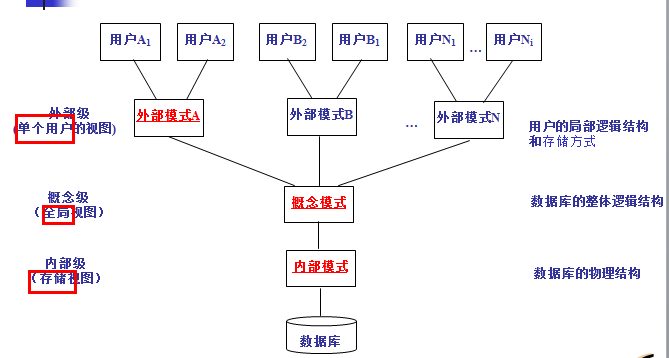 用户A1
用户A2
用户B2
用户B1
用户N1
…
用户Ni
外部级
(单个用户的视图)
外部模式A
外部模式B
…
外部模式N
用户的局部逻辑结构
和存储方式
概念级
（全局视图）
概念模式
数据库的整体逻辑结构
内部级
（存储视图）
内部模式
数据库的物理结构
数据库